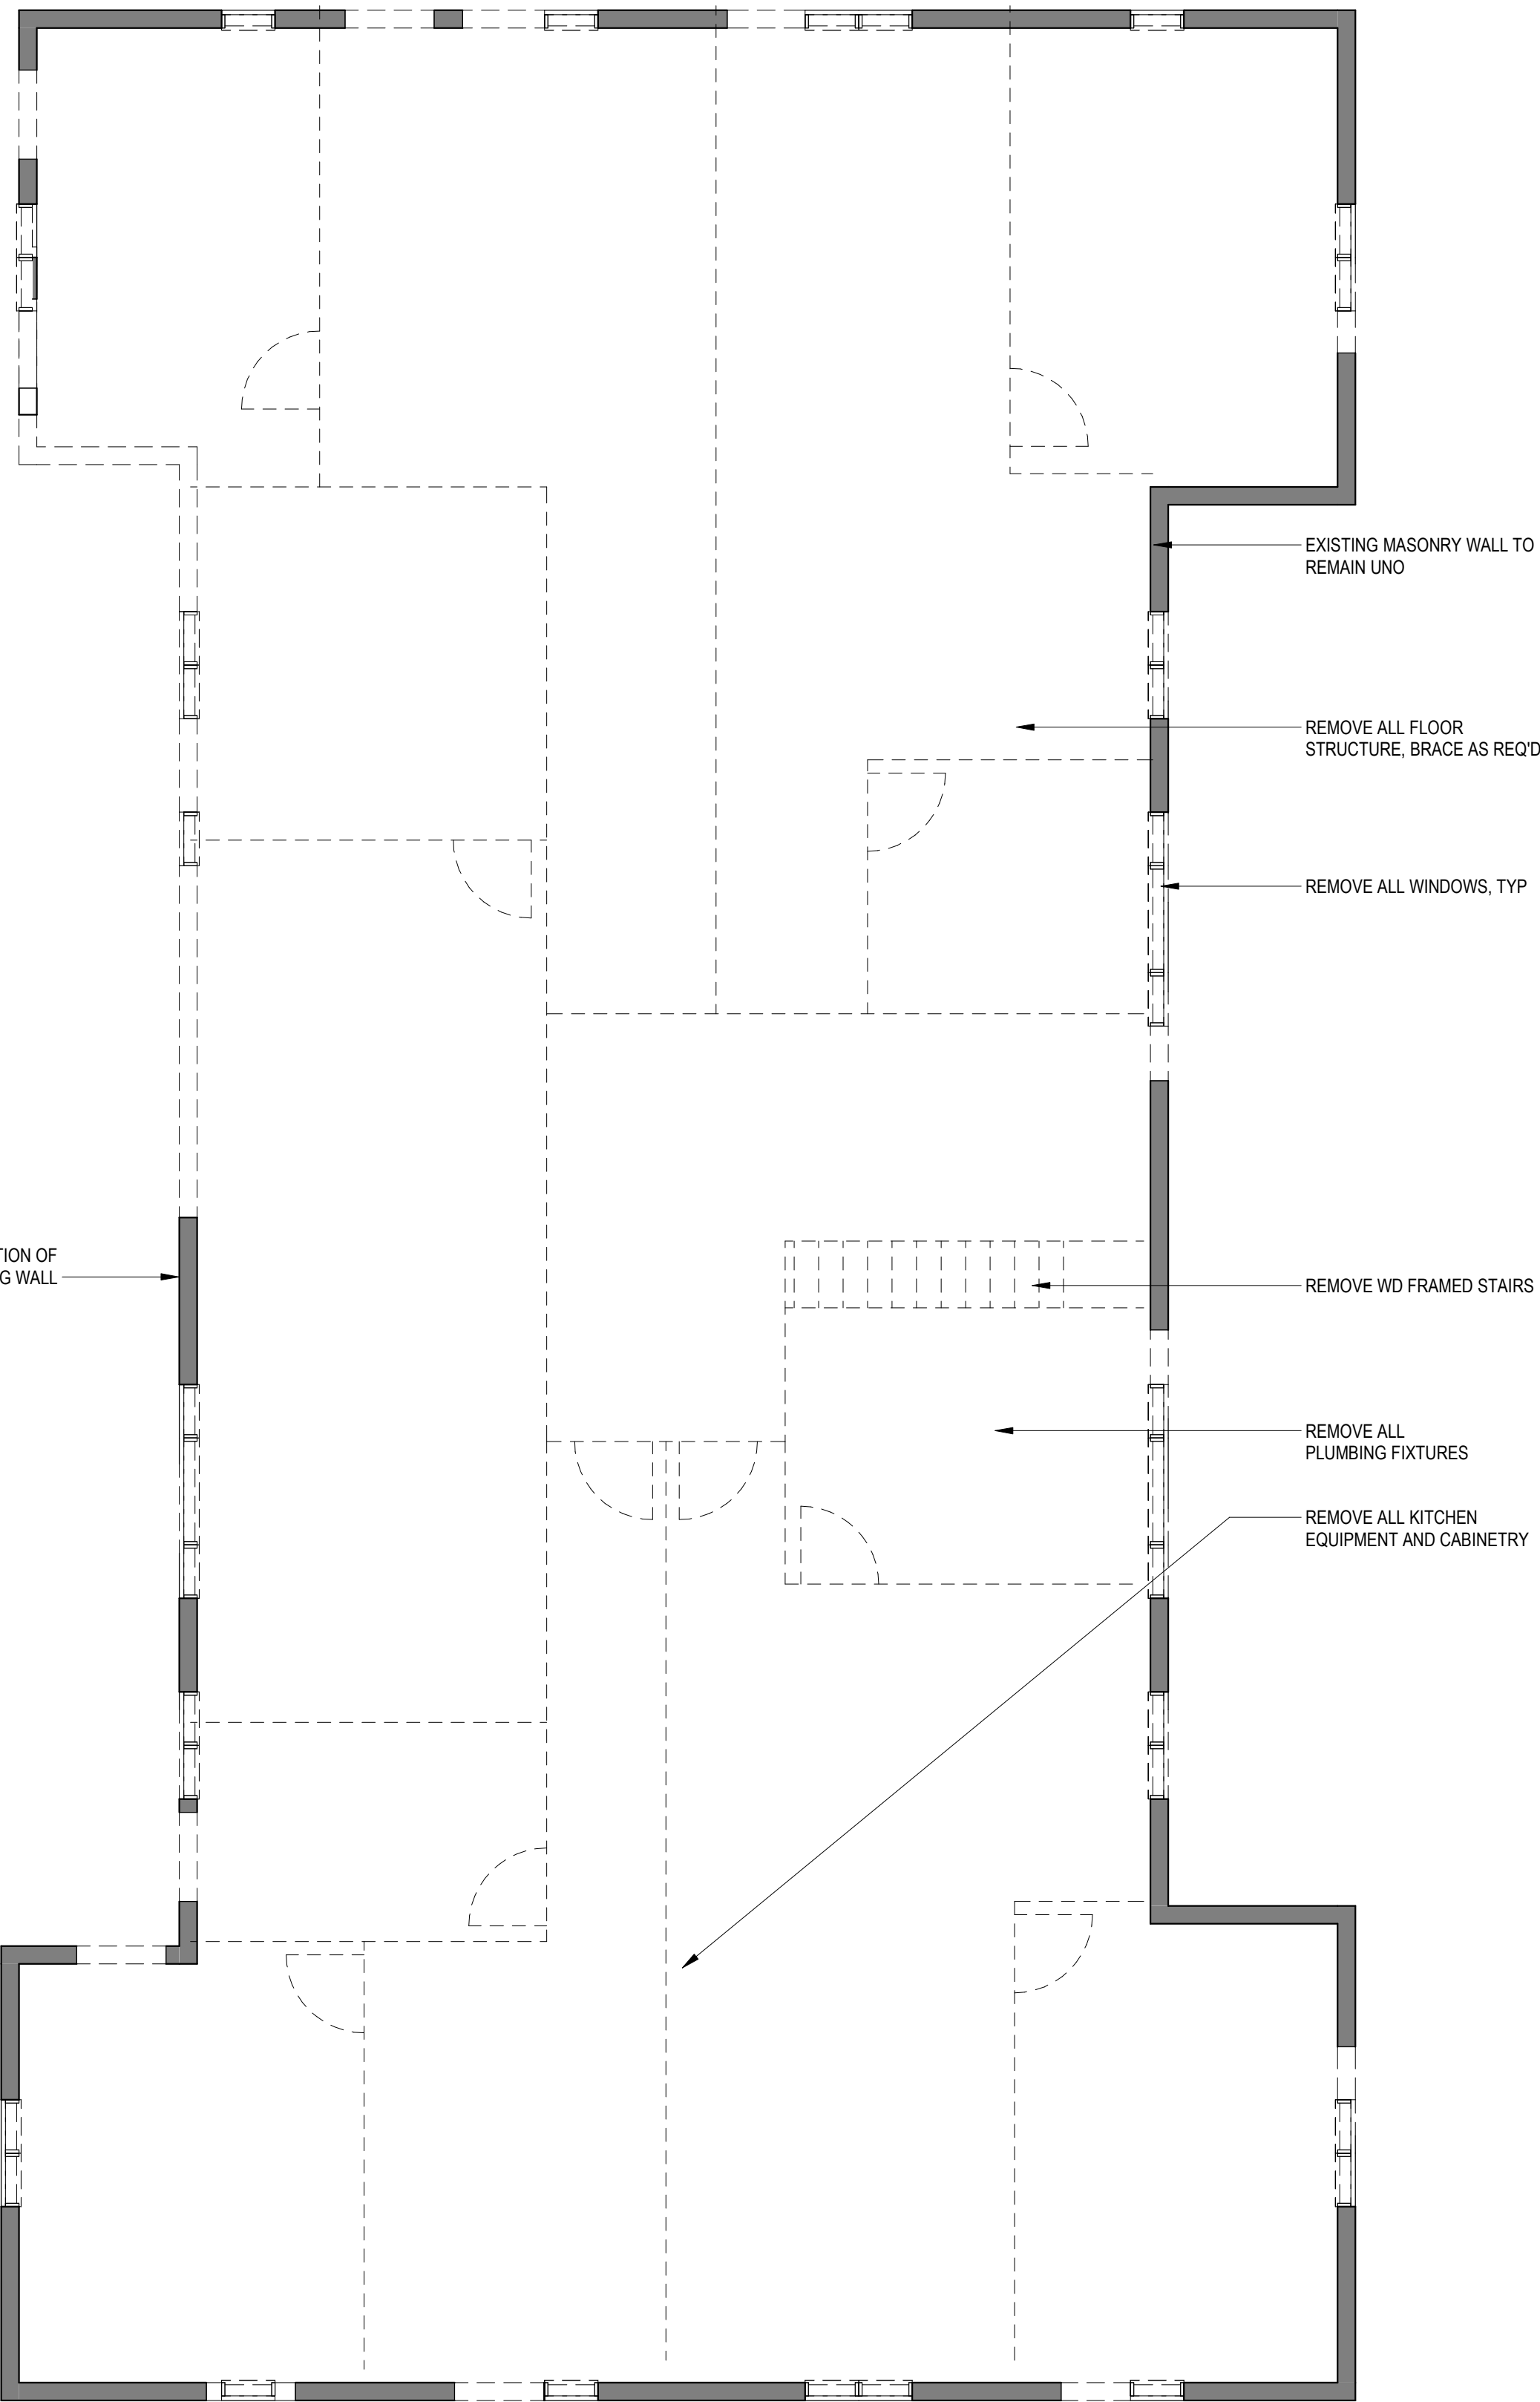 EXISTING MASONRY WALL TO
REMAIN UNO
REMOVE ALL FLOOR
STRUCTURE, BRACE AS REQ'D
REMOVE ALL WINDOWS, TYP
OF
WALL
REMOVE WD FRAMED STAIRS
REMOVE ALL
PLUMBING FIXTURES
REMOVE ALL KITCHEN
EQUIPMENT AND CABINETRY